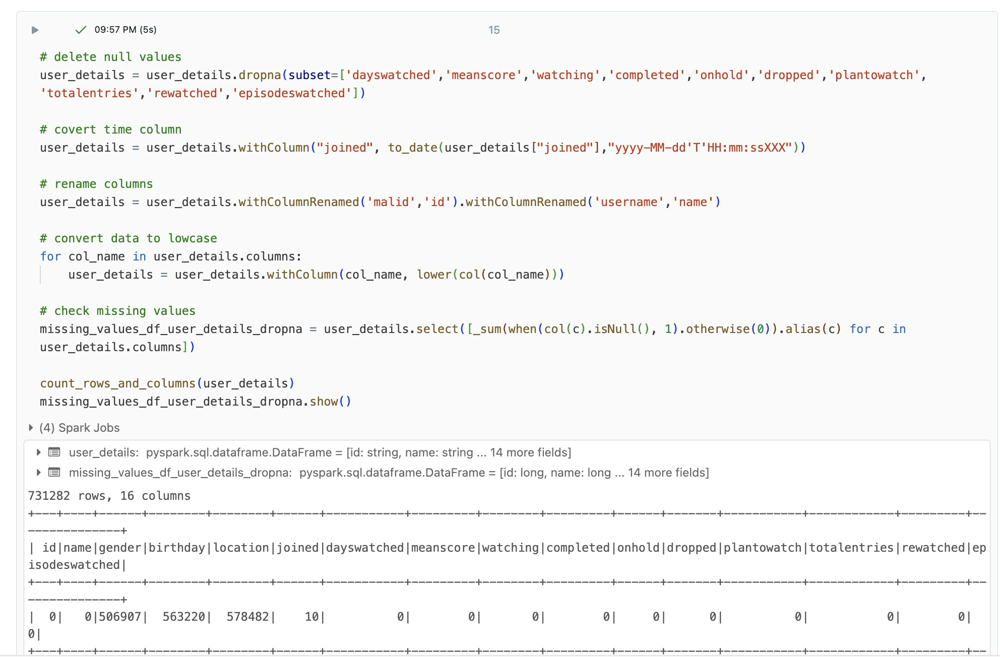 09:57 PM (5s)
15
# delete null values
user_details = user_details.dropna(subset=['dayswatched','meanscore','watching','completed','onhold','dropped','plantowatch',
'totalentries','rewatched','episodeswatched'])
# covert time column
user_details = user_details.withColumn("joined", to_date(user_details["joined"],"yyyy-MM-dd'T'HH:mm:ssXXX"))
# rename columns
user_details = user_details.withColumnRenamed('malid','id').withColumnRenamed('username','name')
# convert data to lowcase
for col_name in user_details.columns:
    user_details = user_details.withColumn(col_name, lower(col(col_name)))
# check missing values
missing_values_df_user_details_dropna = user_details.select([_sum(when(col(c).isNull(), 1).otherwise(0)).alias(c) for c in
user_details.columns])
count_rows_and_columns(user_details)
missing_values_df_user_details_dropna.show()
(4) Spark Jobs
user_details: pyspark.sql.dataframe.DataFrame = [id: string, name: string ... 14 more fields]
missing_values_df_user_details_dropna: pyspark.sql.dataframe.DataFrame = [id: long, name: long ... 14 more fields]
731282 rows, 16 columns
+---+----+------+--------+--------+------+-----------+---------+--------+---------+------+-------+-----------+------------+---------+--
-------------+
| id|name|gender|birthday|location|joined|dayswatched|meanscore|watching|completed|onhold|dropped|plantowatch|totalentries|rewatched|ep
isodeswatched|
+---+----+------+--------+--------+------+-----------+---------+--------+---------+------+-------+-----------+------------+---------+--
-------------+
|  0|   0|506907|  563220|  578482|    10|          0|        0|       0|        0|     0|      0|          0|           0|        0|
0|
+---+----+------+--------+--------+------+-----------+---------+--------+---------+------+-------+-----------+------------+---------+--